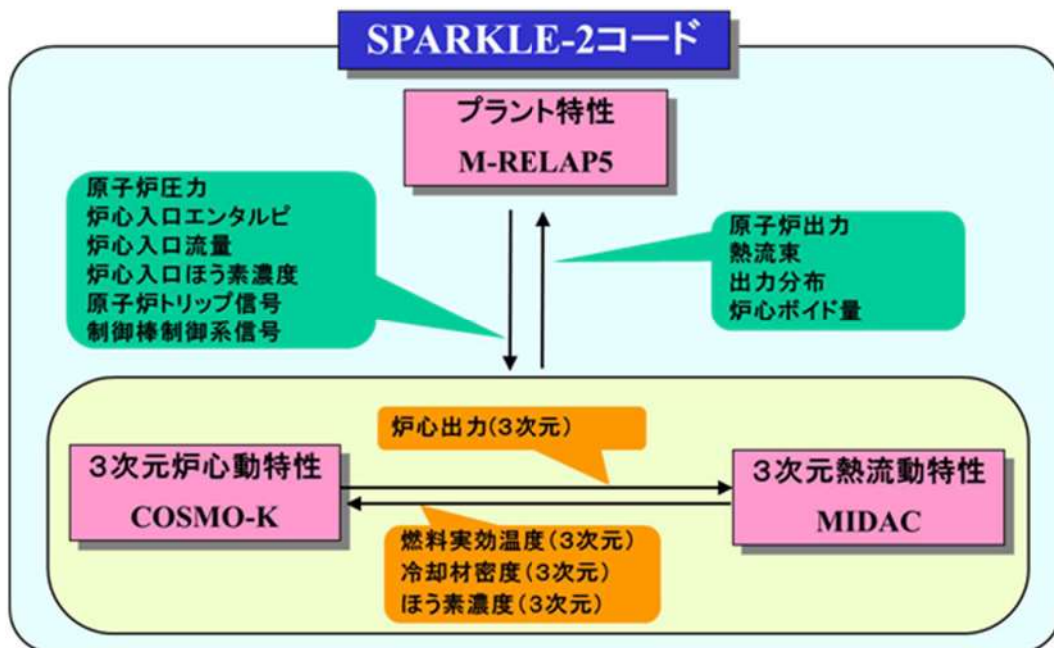 SPARKLE-2コード
プラント特性
M-RELAP5
原子炉圧力
炉心入口エンタルピ
炉心入口流量
炉心入口ほう素濃度
原子炉トリップ信号
制御棒制御系信号
原子炉出力
熱流束
出力分布
炉心ボイド量
炉心出力(3次元)
3次元炉心動特性
COSMO-K
3次元熱流動特性
MIDAC
燃料実効温度(3次元)
冷却材密度(3次元)
ほう素濃度(3次元)